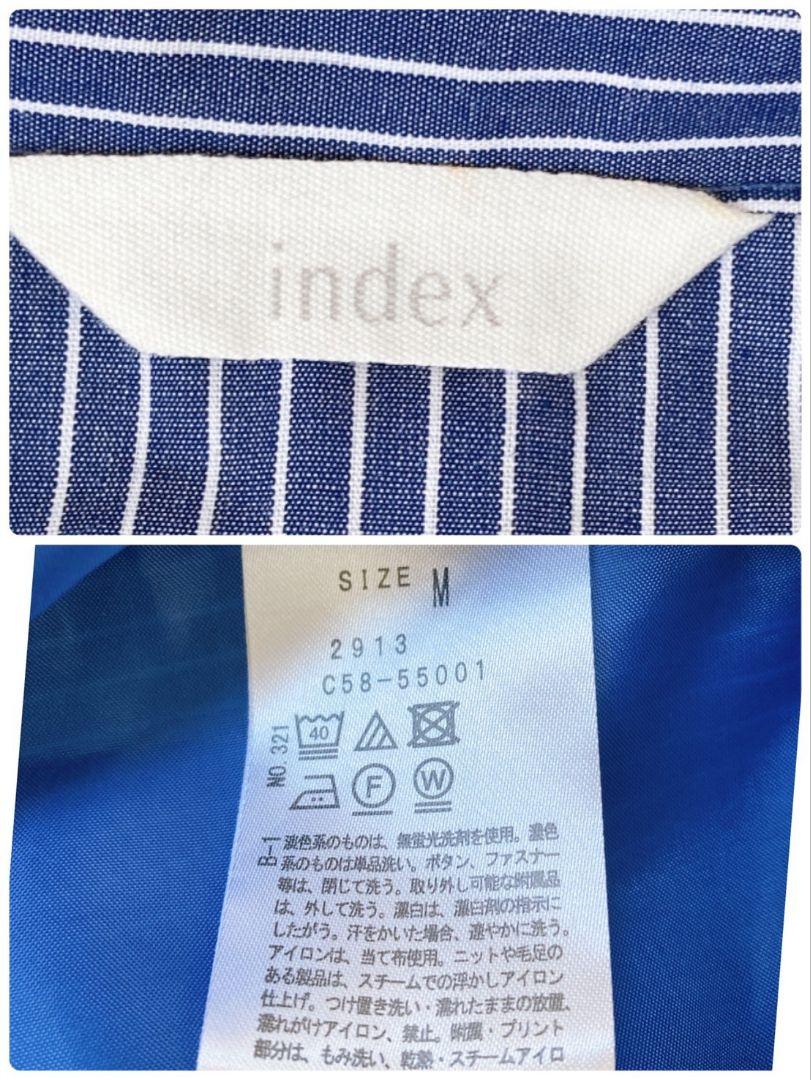 index
SIZE M
2913
C58-55001
NO.321
40
F
W
B-1
淡色系のものは、無蛍光洗剤を使用。濃色
系のものは単品洗い。ボタン、ファスナー
等は、閉じて洗う。取り外し可能な附属品
は、外して洗う。漂白は、漂白剤の指示に
したがう。汗をかいた場合、速やかに洗う。
アイロンは、当て布使用。ニットや毛足の
ある製品は、スチームでの浮かしアイロン
仕上げ。つけ置き洗い・濡れたままの放置、
濡れがけアイロン、禁止。附属・プリント
部分は、もみ洗い、乾熱・スチームアイロ